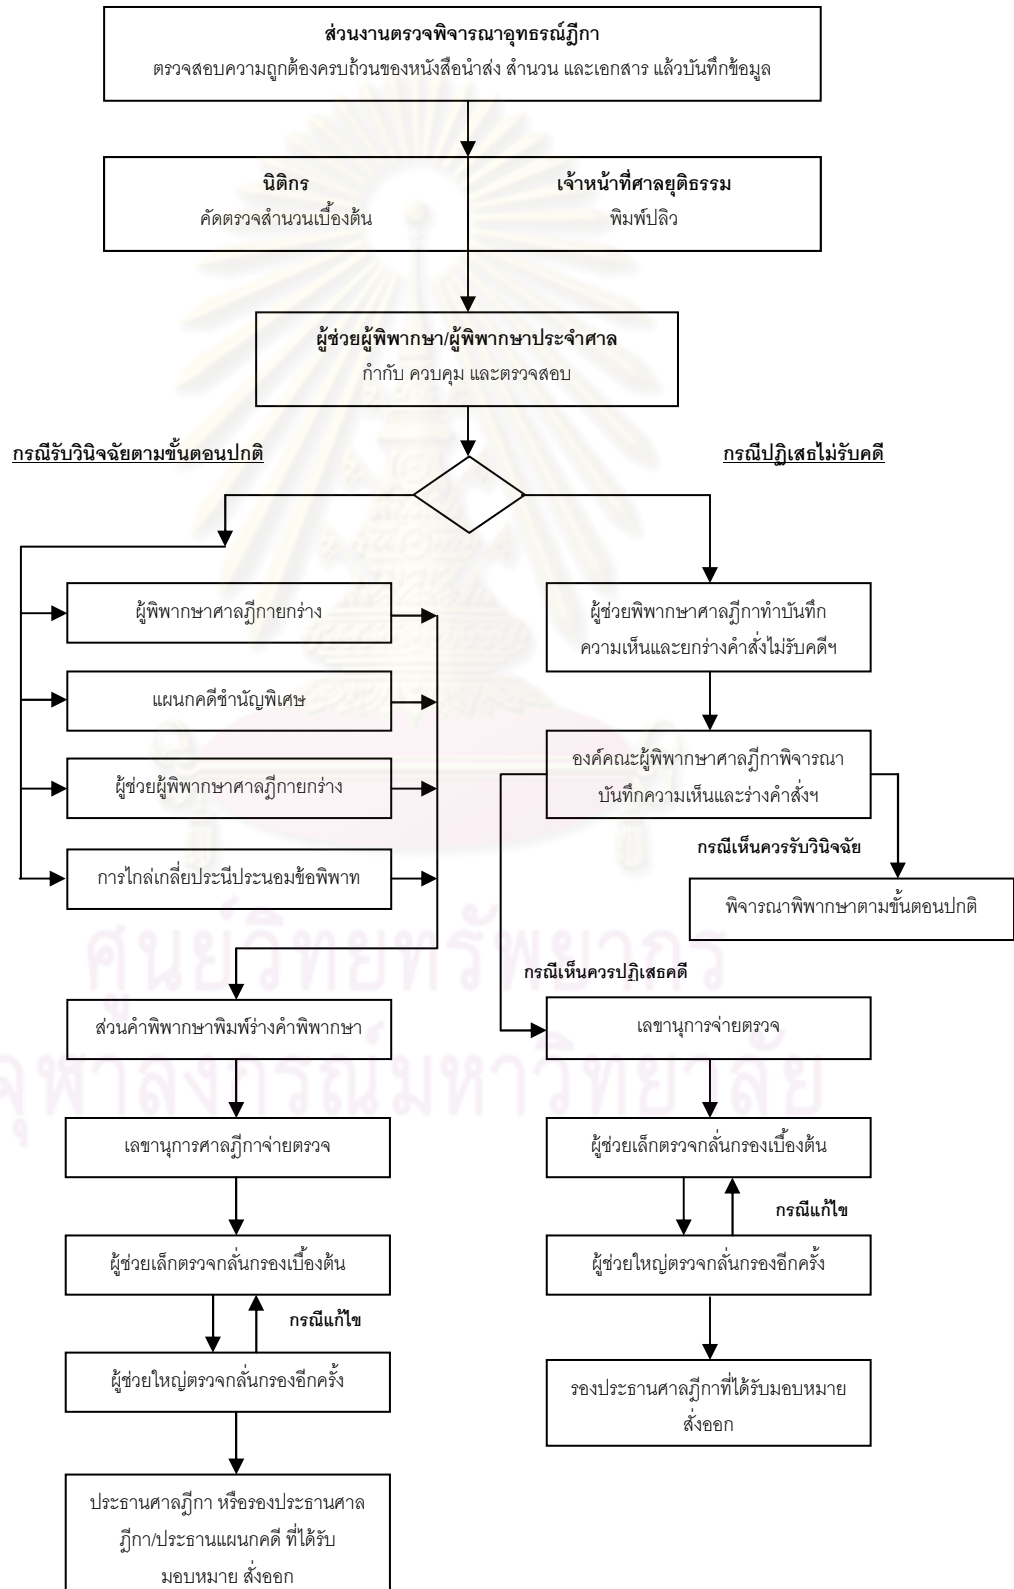 ส่วนงานตรวจพิจารณาอุทธรณ์ฎีกา
ตรวจสอบความถูกต้องครบถ้วนของหนังสือนำส่ง สำนวน และเอกสาร แล้วบันทึกข้อมูล
นิติกร
คัดตรวจสำนวนเบื้องต้น
เจ้าหน้าที่ศาลยุติธรรม
พิมพ์ปลิว
ผู้ช่วยผู้พิพากษา/ผู้พิพากษาประจำศาล
กำกับ ควบคุม และตรวจสอบ
กรณีรับวินิจฉัยตามขั้นตอนปกติ
ผู้พิพากษาศาลฎีกายกร่าง
แผนกคดีชำนัญพิเศษ
ผู้ช่วยผู้พิพากษาศาลฎีกายกร่าง
การไกล่เกลี่ยประนีประนอมข้อพิพาท
ส่วนคำพิพากษาพิมพ์ร่างคำพิพากษา
เลขานุการศาลฎีกาจ่ายตรวจ
ผู้ช่วยเล็กตรวจกลั่นกรองเบื้องต้น
กรณีแก้ไข
ผู้ช่วยใหญ่ตรวจกลั่นกรองอีกครั้ง
ประธานศาลฎีกา หรือรองประธานศาล
ฎีกา/ประธานแผนกคดี ที่ได้รับ
มอบหมาย สั่งออก
กรณีปฏิเสธไม่รับคดี
ผู้ช่วยพิพากษาศาลฎีกาทำบันทึก
ความเห็นและยกร่างคำสั่งไม่รับคดีฯ
องค์คณะผู้พิพากษาศาลฎีกาพิจารณา
บันทึกความเห็นและร่างคำสั่งฯ
กรณีเห็นควรรับวินิจฉัย
พิจารณาพิพากษาตามขั้นตอนปกติ
กรณีเห็นควรปฏิเสธคดี
เลขานุการจ่ายตรวจ
ผู้ช่วยเล็กตรวจกลั่นกรองเบื้องต้น
กรณีแก้ไข
ผู้ช่วยใหญ่ตรวจกลั่นกรองอีกครั้ง
รองประธานศาลฎีกาที่ได้รับมอบหมาย
สั่งออก
ศูนย์วิทยทรัพยากร
จุฬาลงกรณ์มหาวิทยาลัย